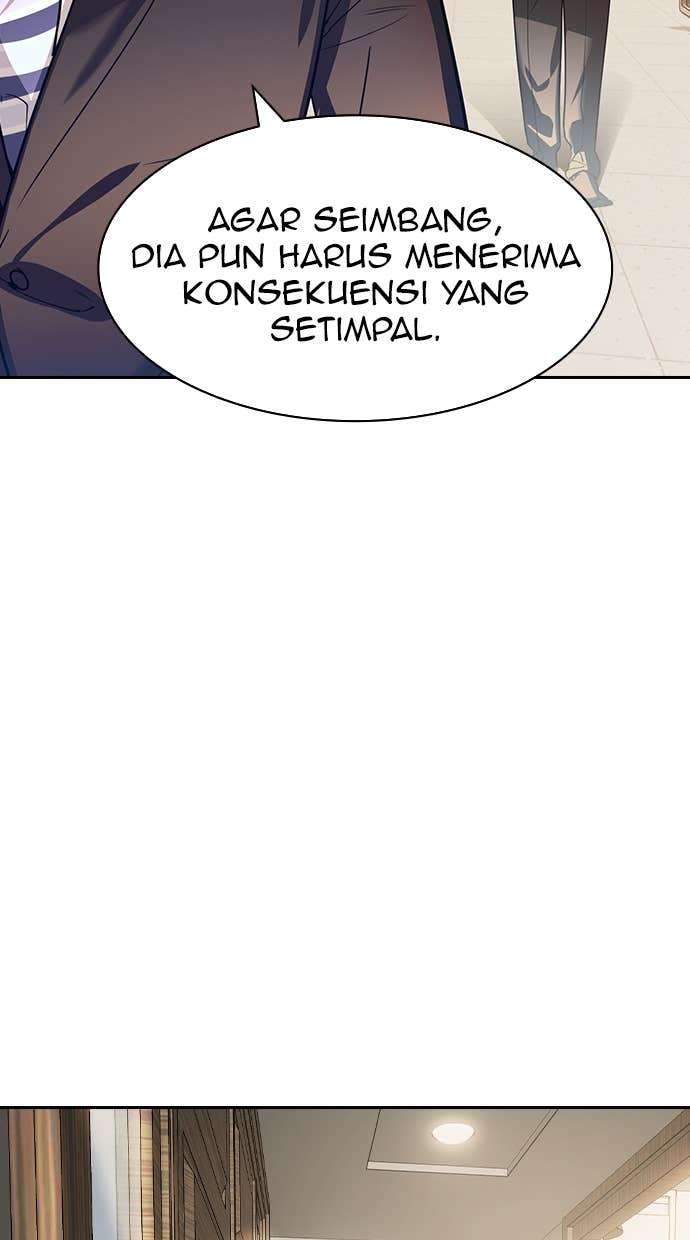 AGAR SEIMBANG,
DIA PUN HARUS MENERIMA
KONSEKUENSI YANG
SETIMPAL.